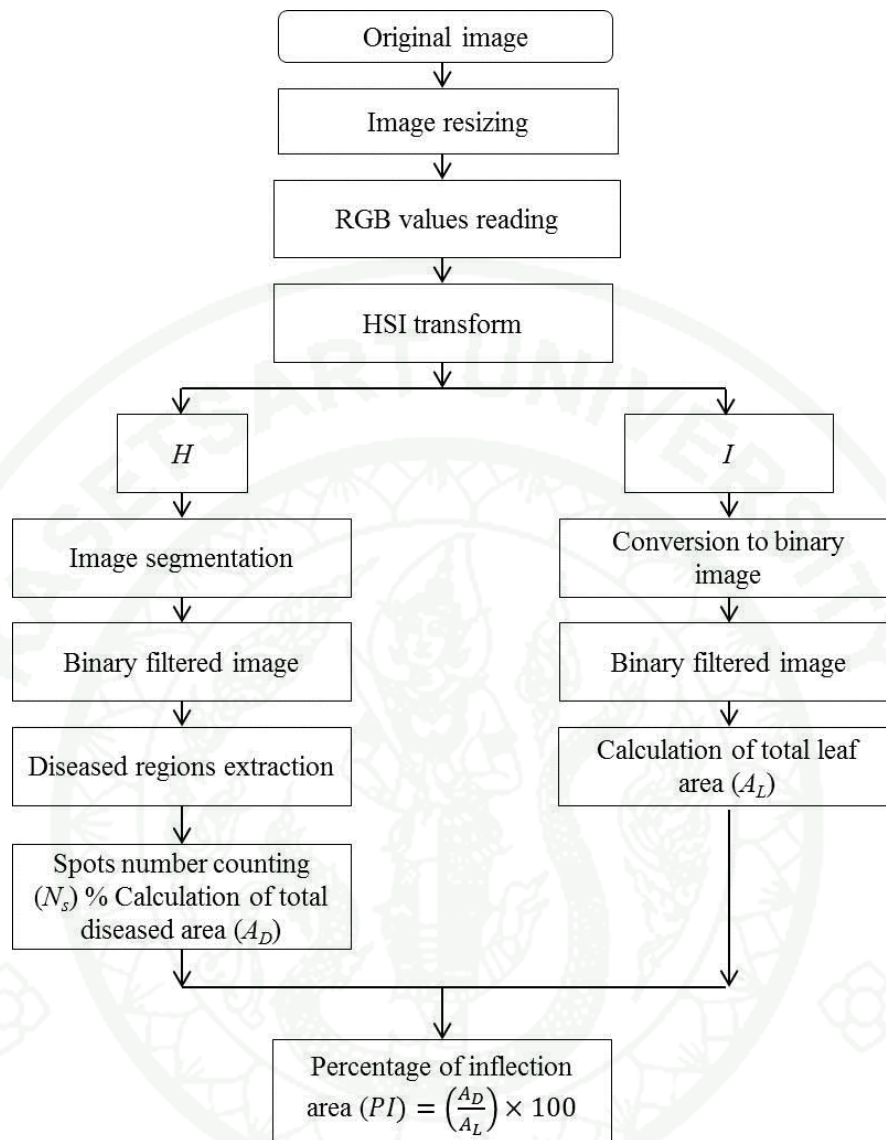 Original image
Image resizing
RGB values reading
HSI transform
H
Image segmentation
Binary filtered image
Diseased regions extraction
Spots number counting
(N_s) % Calculation of total
diseased area (A_D)
I
Conversion to binary
image
Binary filtered image
Calculation of total leaf
area (A_L)
Percentage of inflection
area (PI) = (A_D/A_L) × 100
KASETSART UNIVERSITY